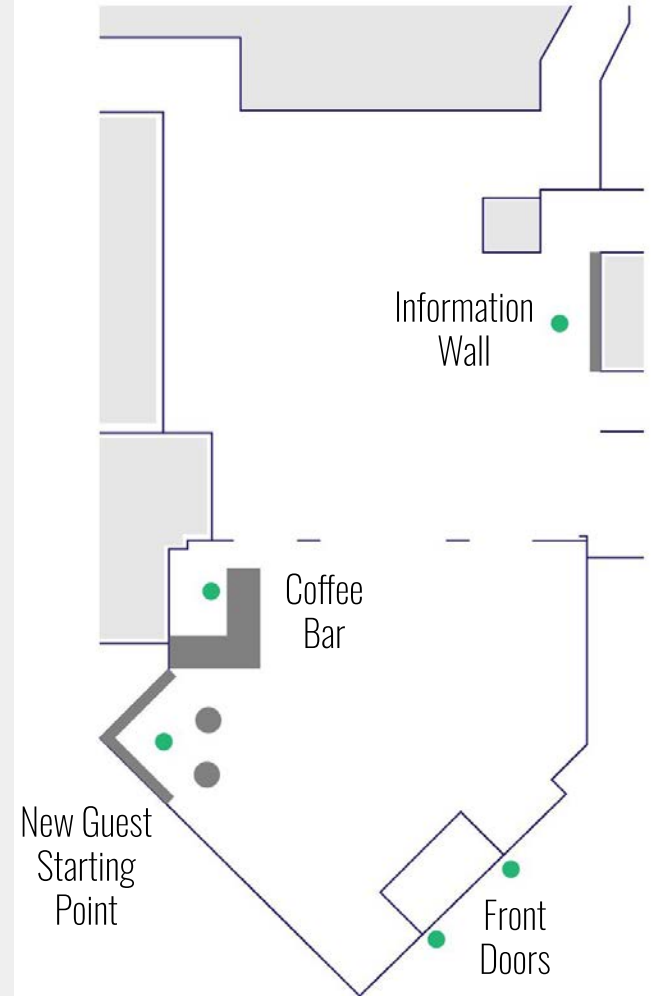 Information
Wall
Coffee
Bar
New Guest
Starting
Point
Front
Doors